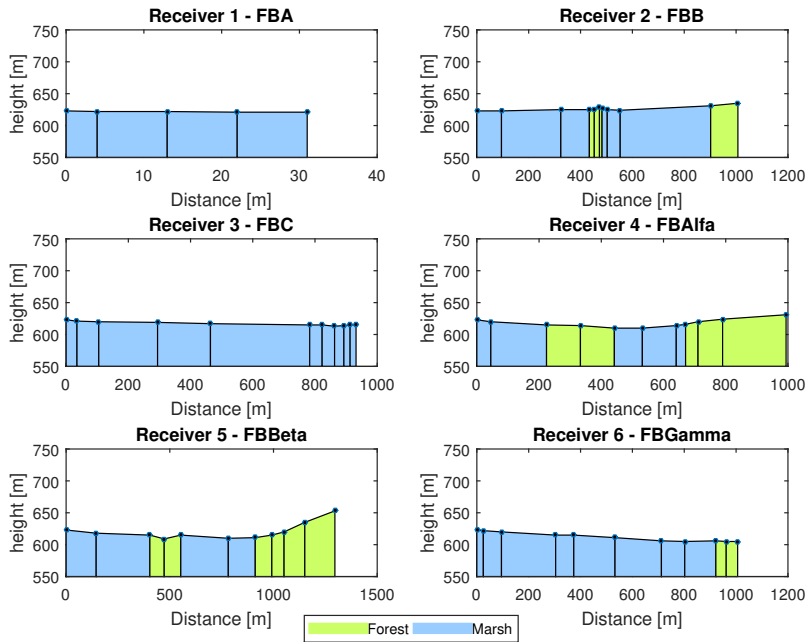 Receiver 1 - FBA
height [m]
750
700
650
600
550
0 10 20 30 40
Distance [m]
Receiver 2 - FBB
height [m]
750
700
650
600
550
0 200 400 600 800 1000 1200
Distance [m]
Receiver 3 - FBC
height [m]
750
700
650
600
550
0 200 400 600 800 1000
Distance [m]
Receiver 4 - FBAlfa
height [m]
750
700
650
600
550
0 200 400 600 800 1000
Distance [m]
Receiver 5 - FBBeta
height [m]
750
700
650
600
550
0 500 1000 1500
Distance [m]
Receiver 6 - FBGamma
height [m]
750
700
650
600
550
0 200 400 600 800 1000 1200
Distance [m]
Forest Marsh